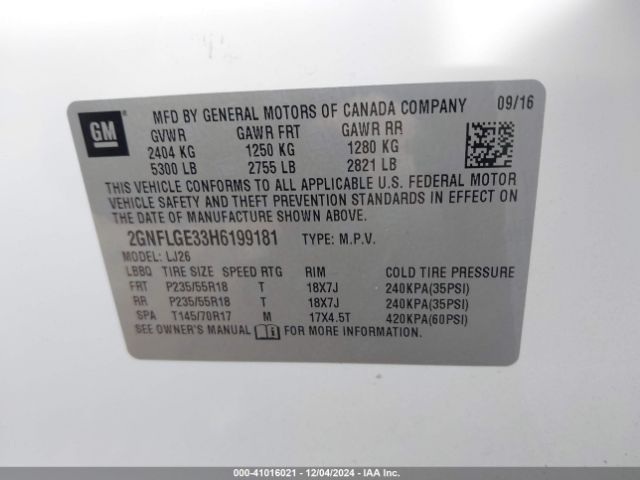 GM
MFD BY GENERAL MOTORS OF CANADA COMPANY 09/16
GVWR GAWR FRT GAWR RR
2404 KG 1250 KG 1280 KG
5300 LB 2755 LB 2821 LB
THIS VEHICLE CONFORMS TO ALL APPLICABLE U.S. FEDERAL MOTOR
VEHICLE SAFETY AND THEFT PREVENTION STANDARDS IN EFFECT ON THE
DATE OF MANUFACTURE SHOWN ABOVE.
2GNFLGE33H6199181 TYPE: M.P.V.
MODEL: LJ26
LBBQ TIRE SIZE SPEED RTG RIM COLD TIRE PRESSURE
FRT P235/55R18 T 18X7J 240KPA(35PSI)
RR P235/55R18 T 18X7J 240KPA(35PSI)
SPA T145/70R17 M 17X4.5T 420KPA(60PSI)
SEE OWNER'S MANUAL FOR MORE INFORMATION.
000-41016021 - 12/04/2024 - IAA Inc.